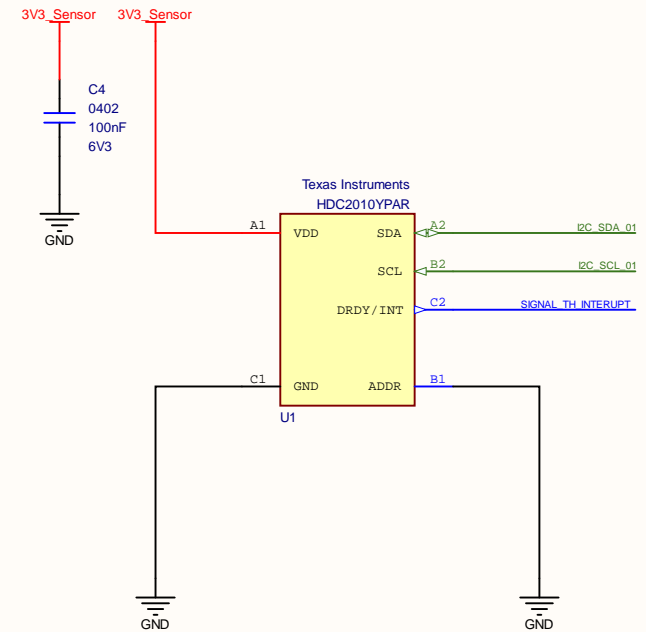 3V3_Sensor 3V3_Sensor
C4
0402
100nF
6V3
GND
Texas Instruments
HDC2010YPAR
A1 VDD SDA A2 I2C_SDA_01
SCL B2 I2C_SCL_01
DRDY/INT C2 SIGNAL_TH_INTERUPT
C1 GND ADDR B1
U1
GND GND